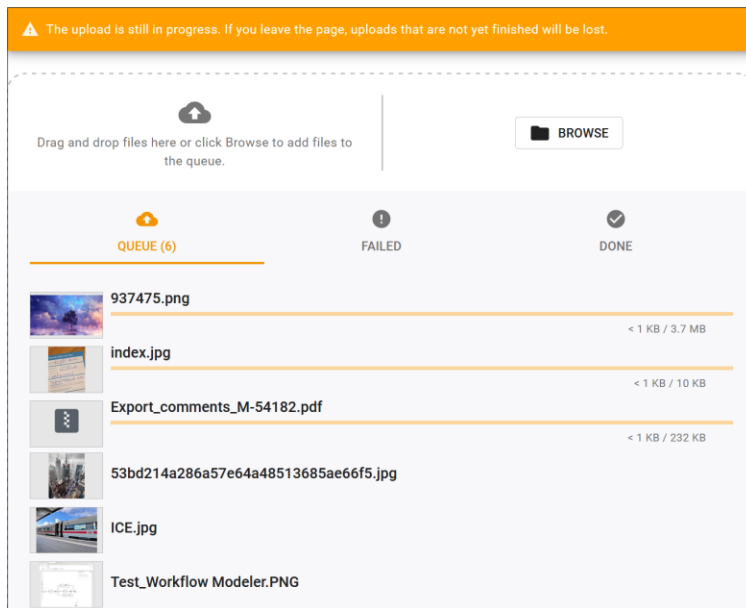 The upload is still in progress. If you leave the page, uploads that are not yet finished will be lost.
Drag and drop files here or click Browse to add files to
the queue.
BROWSE
QUEUE (6)
FAILED
DONE
937475.png
< 1 KB / 3.7 MB
index.jpg
< 1 KB / 10 KB
Export_comments_M-54182.pdf
< 1 KB / 232 KB
53bd214a286a57e64a48513685ae66f5.jpg
ICE.jpg
Test_Workflow Modeler.PNG